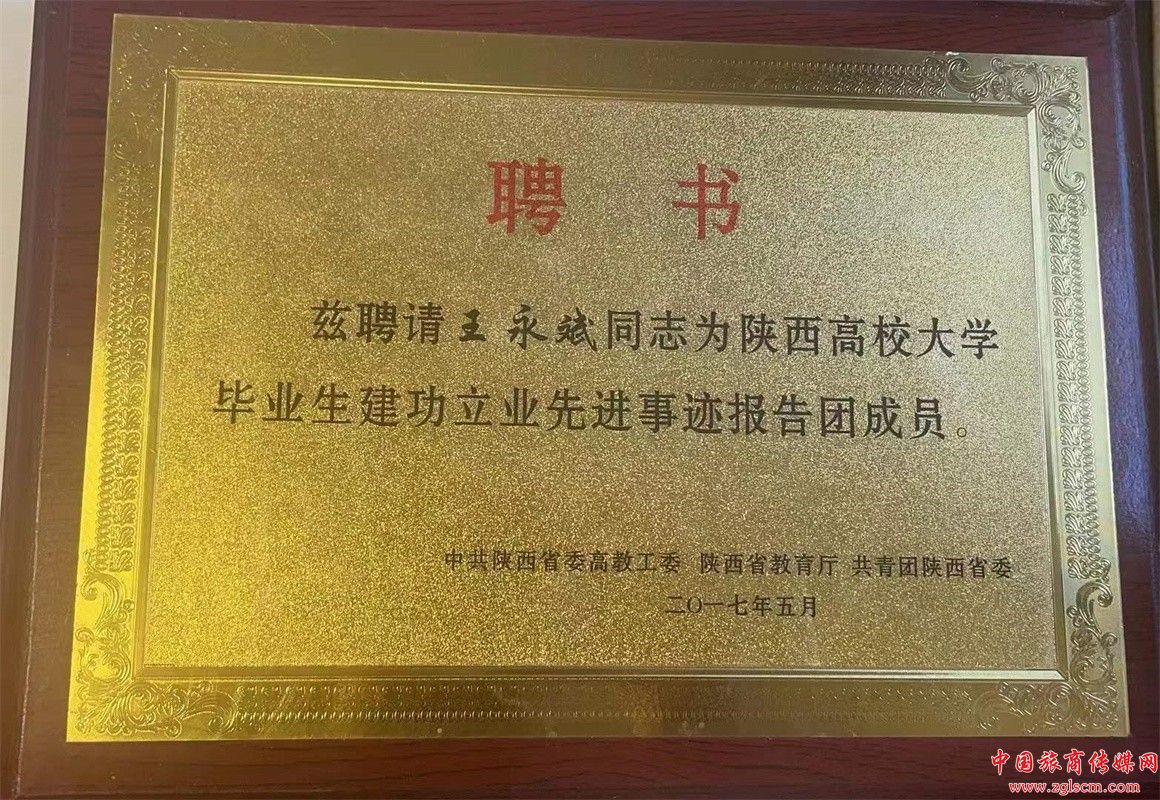 聘 书
兹聘请王永斌同志为陕西高校大学
毕业生建功立业先进事迹报告团成员。
中共陕西省委高教工委 陕西省教育厅 共青团陕西省委
二〇一七年五月
中国旅商传媒网
www.zglscm.com